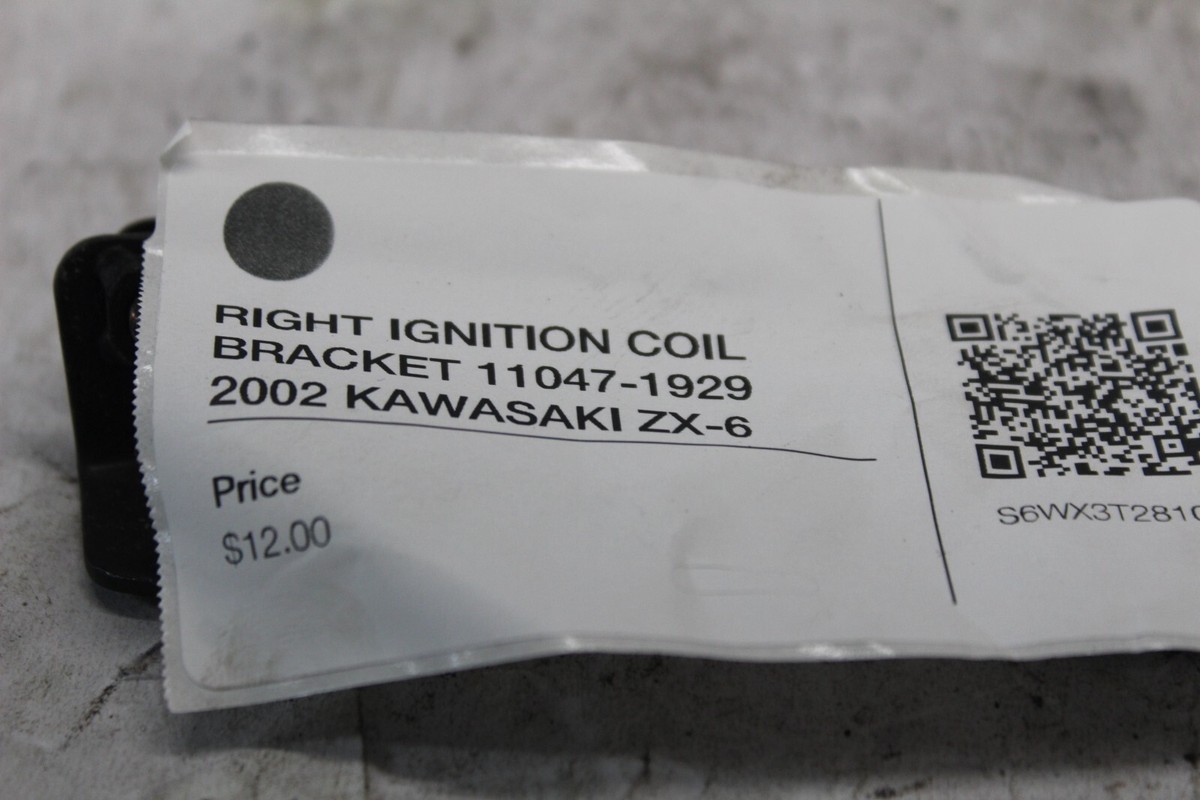 RIGHT IGNITION COIL
BRACKET 11047-1929
2002 KAWASAKI ZX-6
Price
$12.00